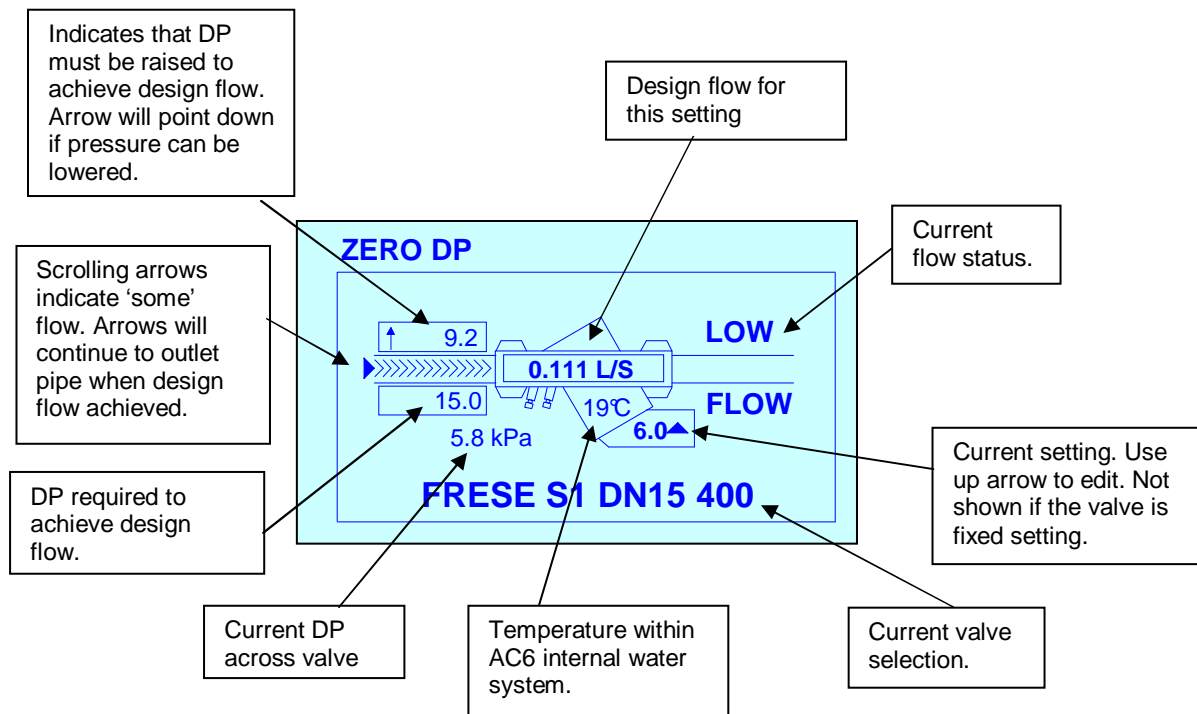 Indicates that DP
must be raised to
achieve design flow.
Arrow will point down
if pressure can be
lowered.
Design flow for
this setting
Current
flow status.
Scrolling arrows
indicate ‘some’
flow. Arrows will
continue to outlet
pipe when design
flow achieved.
ZERO DP
9.2
LOW
0.111 L/S
15.0
19°C
FLOW
6.0
5.8 kPa
FRESE S1 DN15 400
DP required to
achieve design
flow.
Current setting. Use
up arrow to edit. Not
shown if the valve is
fixed setting.
Current DP
across valve
Temperature within
AC6 internal water
system.
Current valve
selection.